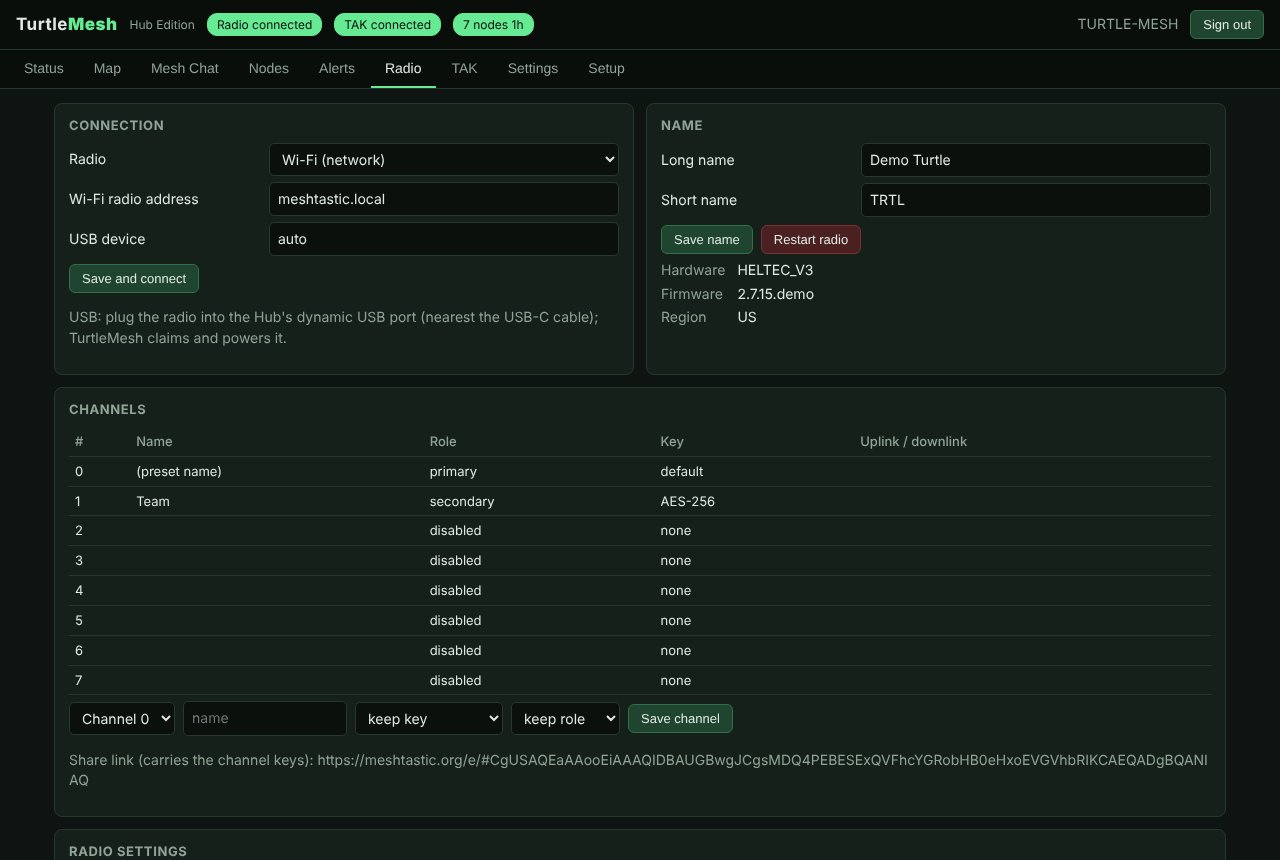 TurtleMesh Hub Edition Radio connected TAK connected 7 nodes 1h TURTLE-MESH Sign out
Status Map Mesh Chat Nodes Alerts Radio TAK Settings Setup
CONNECTION
Radio Wi-Fi (network)
Wi-Fi radio address meshtastic.local
USB device auto
Save and connect
USB: plug the radio into the Hub's dynamic USB port (nearest the USB-C cable);
TurtleMesh claims and powers it.
NAME
Long name Demo Turtle
Short name TRTL
Save name Restart radio
Hardware HELTEC_V3
Firmware 2.7.15.demo
Region US
CHANNELS
# Name Role Key Uplink / downlink
0 (preset name) primary default
1 Team secondary AES-256
2 disabled none
3 disabled none
4 disabled none
5 disabled none
6 disabled none
7 disabled none
Channel 0 name keep key keep role Save channel
Share link (carries the channel keys): https://meshtastic.org/e/#CgUSAQEaAAooEiAAAQIDBAUGBwgJCgsMDQ4PEBESExQVFhcYGRobHB0eHxoEVGVhbRIKCAEQADgBQANI
AQ
RADIO SETTINGS